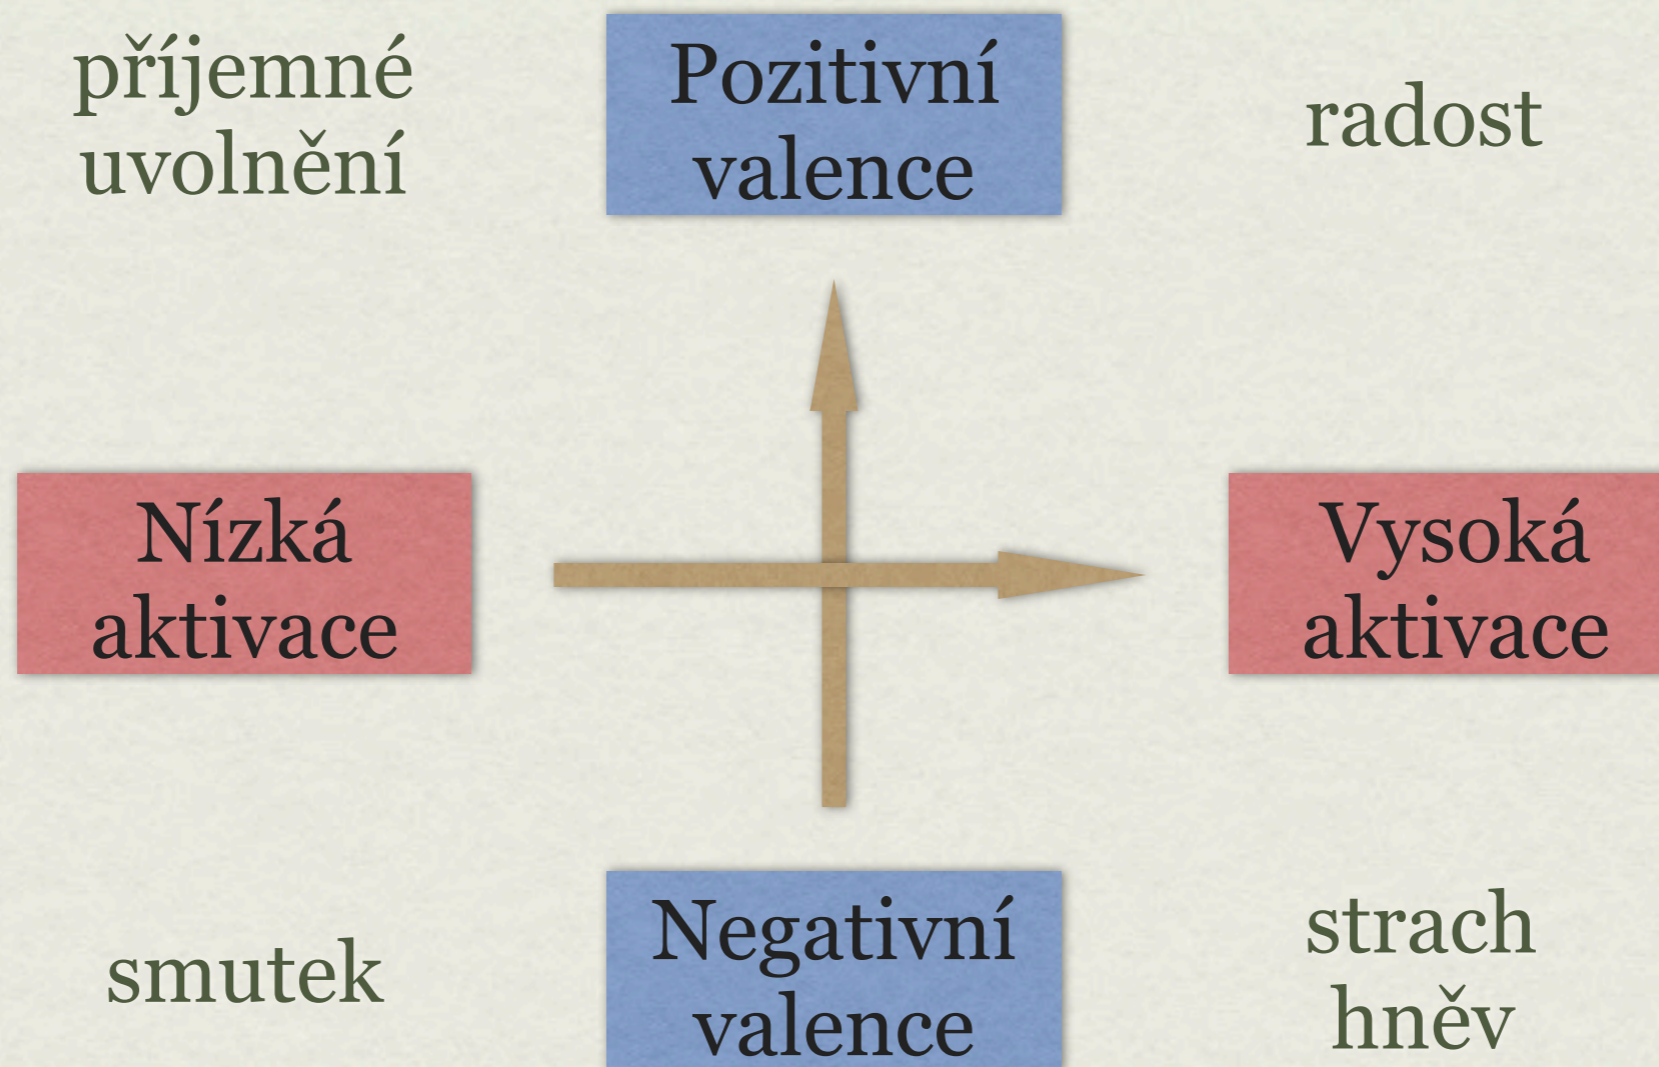 příjemné
uvolnění
Pozitivní
valence
radost
Nízká
aktivace
Vysoká
aktivace
smutek
Negativní
valence
strach
hněv